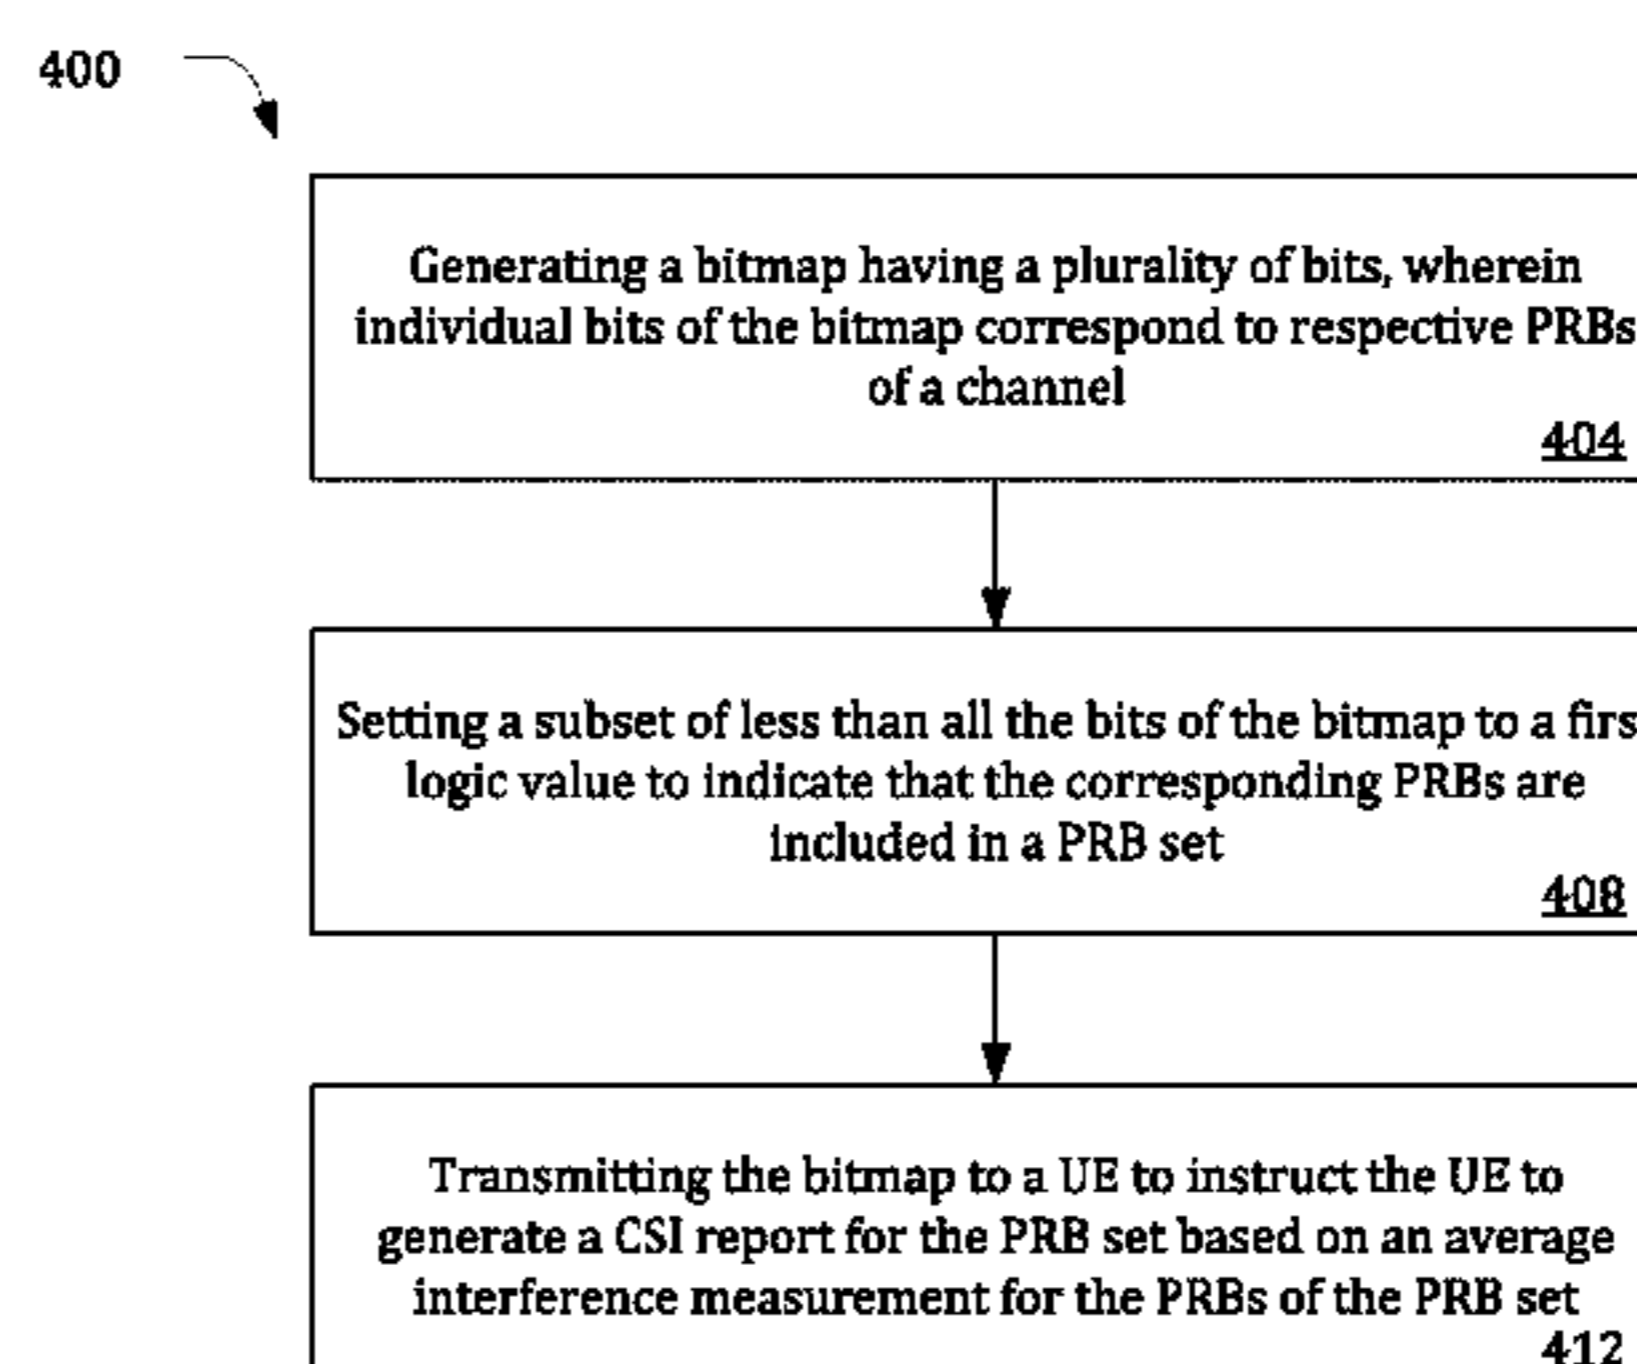 400
Generating a bitmap having a plurality of bits, wherein
individual bits of the bitmap correspond to respective PRBs
of a channel
404
Setting a subset of less than all the bits of the bitmap to a firs
logic value to indicate that the corresponding PRBs are
included in a PRB set
408
Transmitting the bitmap to a UE to instruct the UE to
generate a CSI report for the PRB set based on an average
interference measurement for the PRBs of the PRB set
412